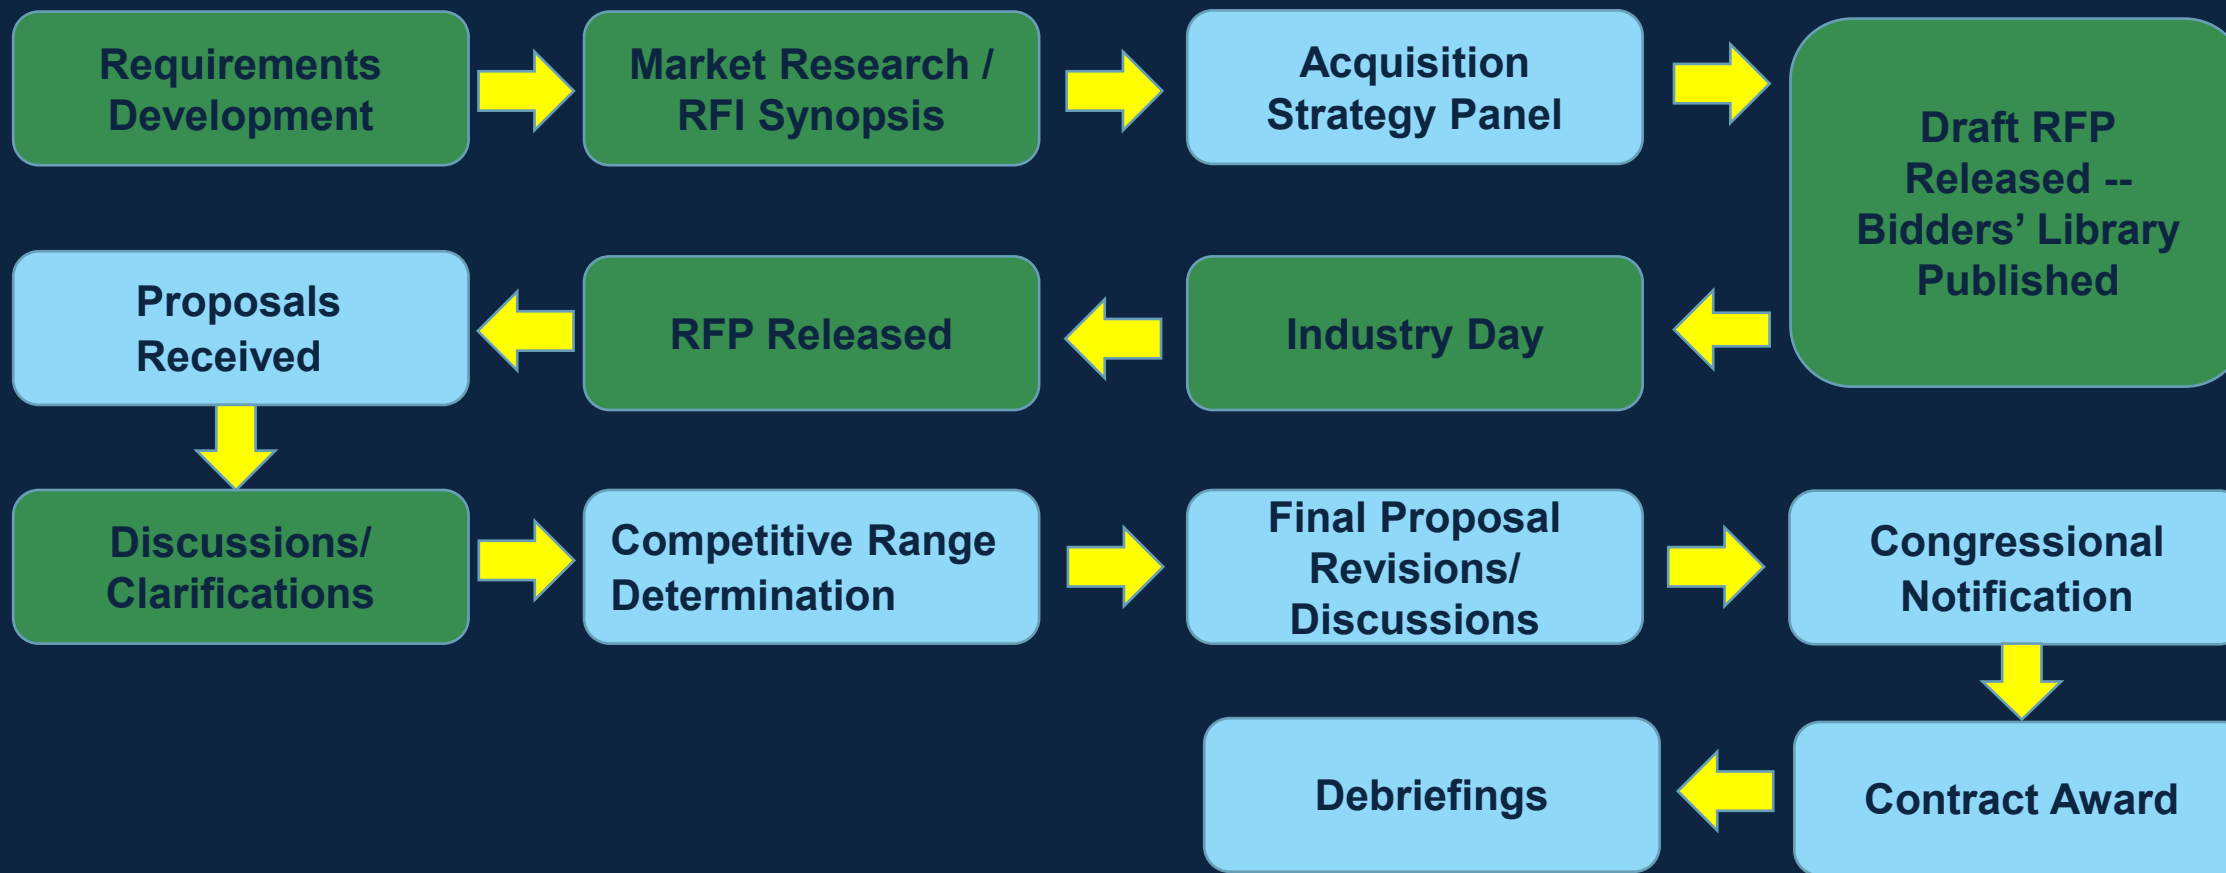 Requirements
Development
Market Research /
RFI Synopsis
Acquisition
Strategy Panel
Draft RFP
Released --
Bidders’ Library
Published
Industry Day
RFP Released
Proposals
Received
Discussions/
Clarifications
Competitive Range
Determination
Final Proposal
Revisions/
Discussions
Congressional
Notification
Contract Award
Debriefings